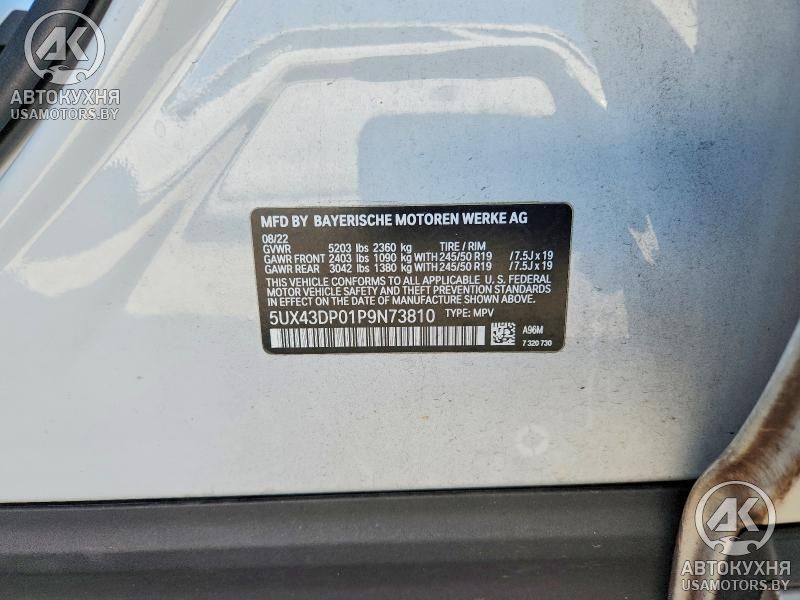 AK
АВТОКУХНЯ
USAMOTORS.BY
MFD BY BAYERISCHE MOTOREN WERKE AG
08/22
GVWR 5203 lbs 2360 kg TIRE / RIM
GAWR FRONT 2403 lbs 1090 kg WITH 245/50 R19 /7.5J x 19
GAWR REAR 3042 lbs 1380 kg WITH 245/50 R19 /7.5J x 19
THIS VEHICLE CONFORMS TO ALL APPLICABLE U. S. FEDERAL
MOTOR VEHICLE SAFETY AND THEFT PREVENTION STANDARDS
IN EFFECT ON THE DATE OF MANUFACTURE SHOWN ABOVE.
5UX43DP01P9N73810 TYPE: MPV
A96M
7 320 730
AK
АВТОКУХНЯ
USAMOTORS.BY